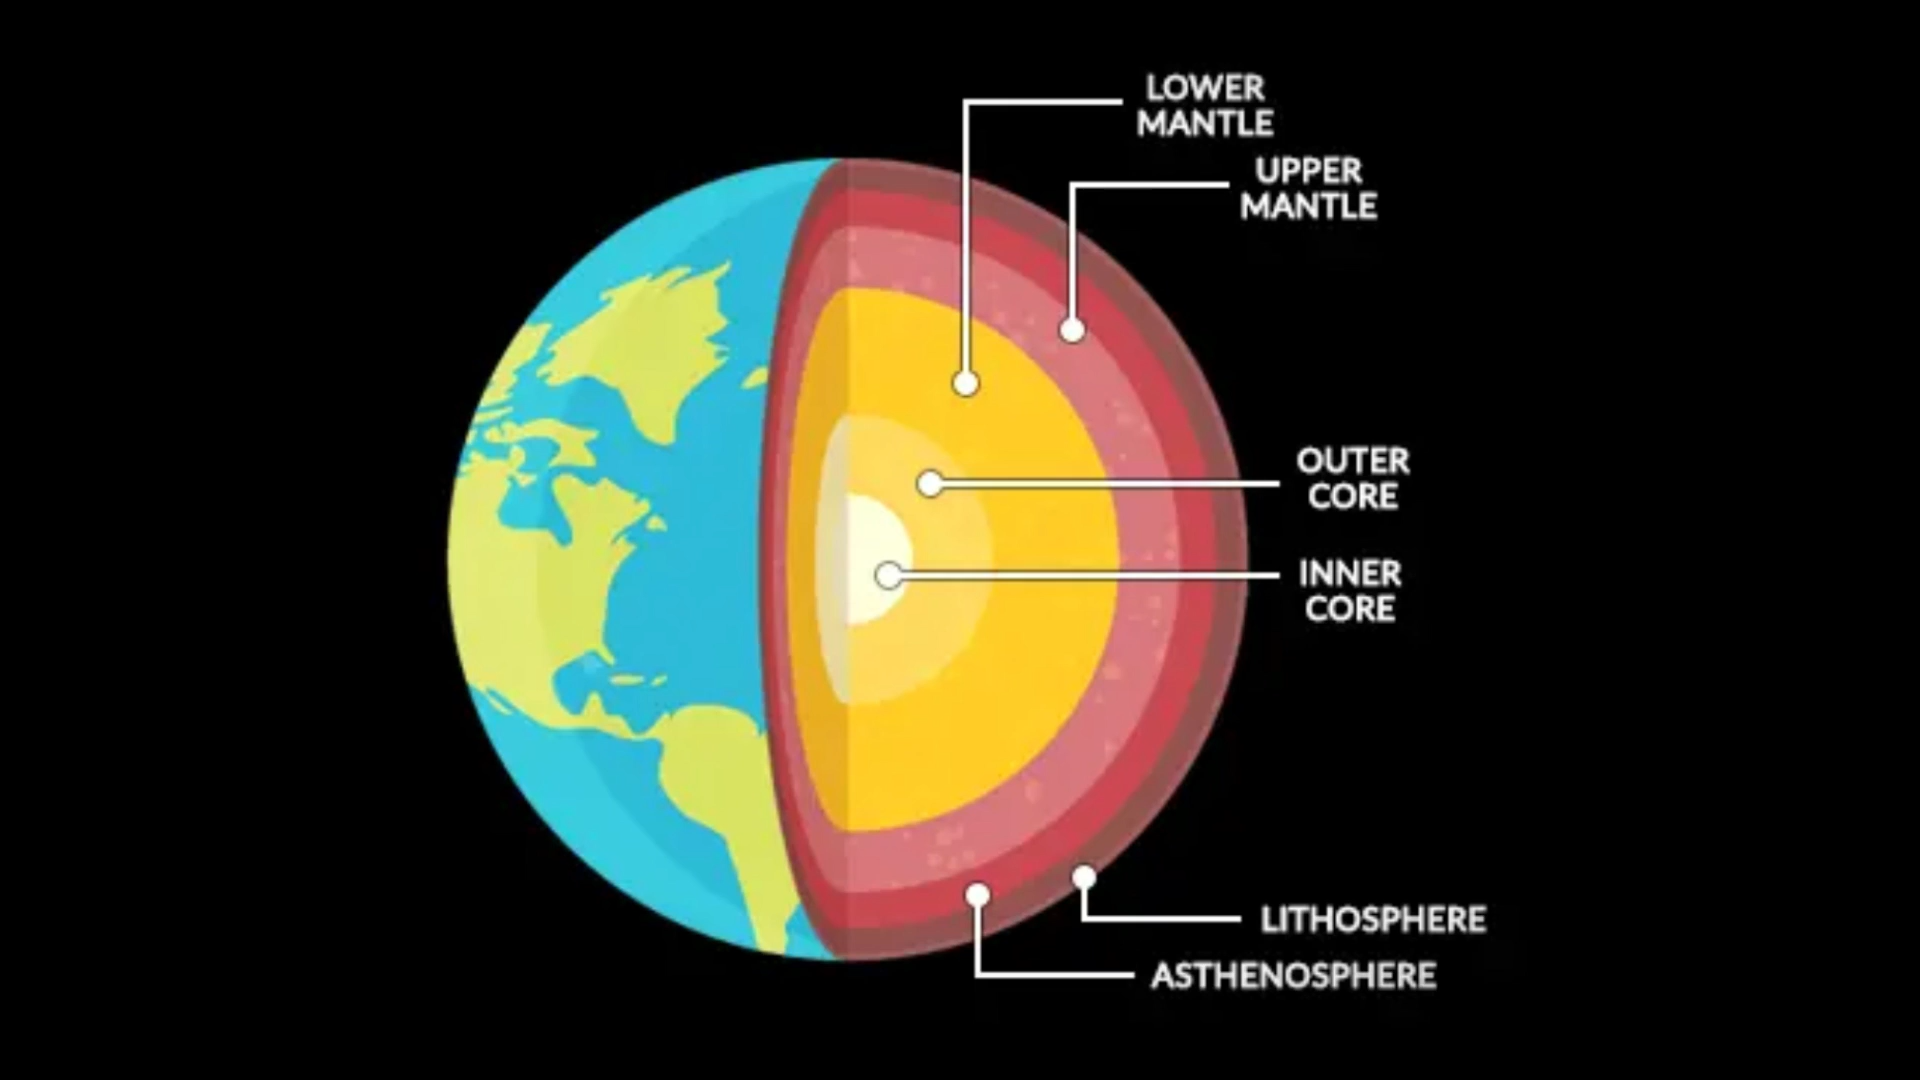 LOWER
MANTLE
UPPER
MANTLE
OUTER
CORE
INNER
CORE
LITHOSPHERE
ASTHENOSPHERE